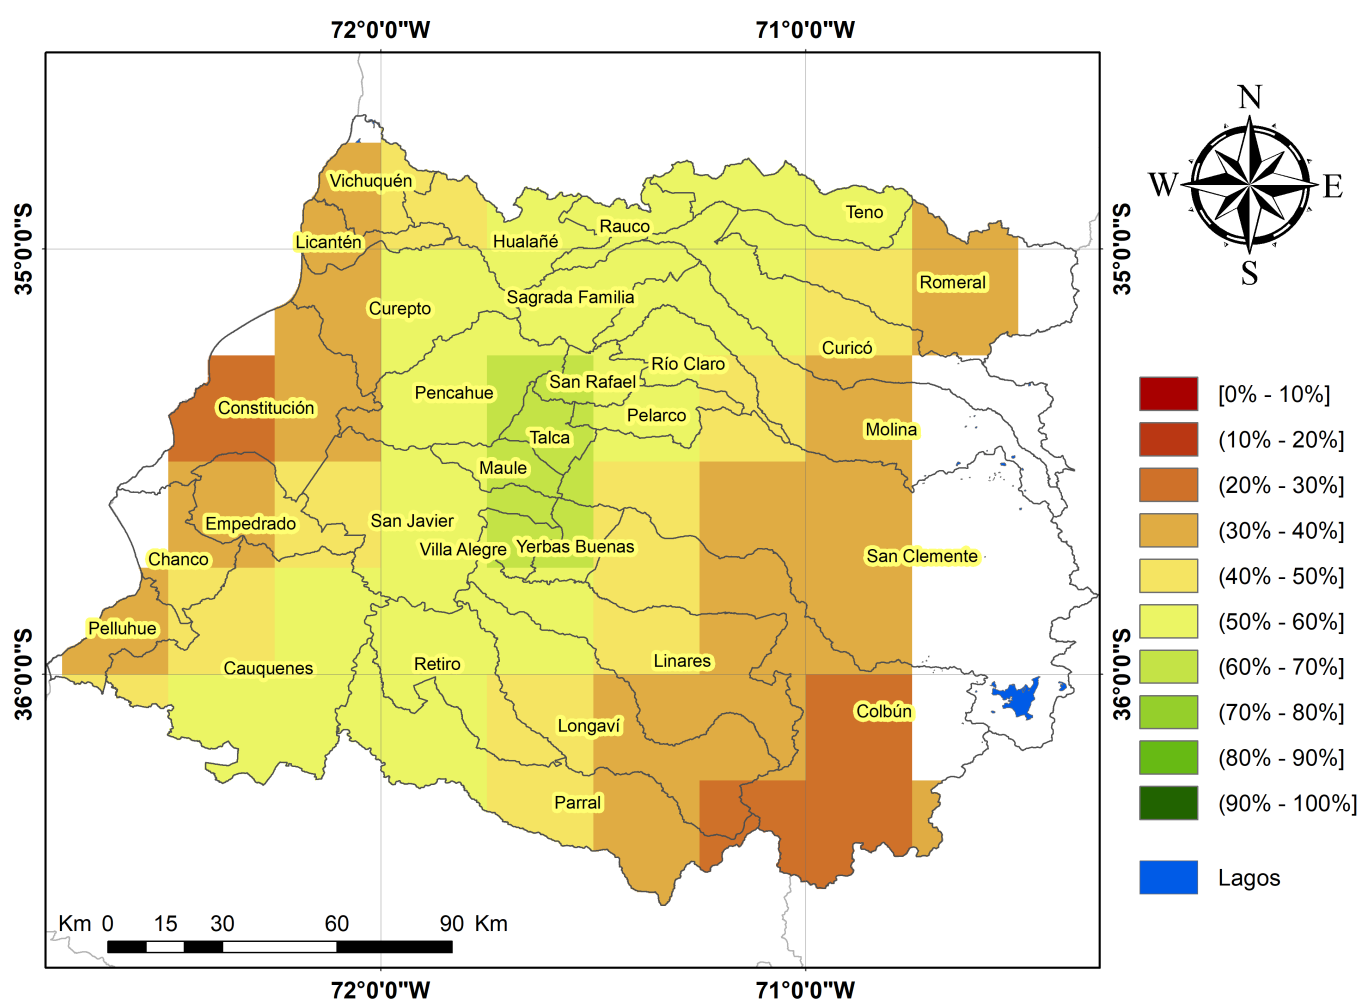 72°0'0"W 71°0'0"W
N
W E
S
35°0'0"S 35°0'0"S
36°0'0"S 36°0'0"S
Vichuquén
Teno
Rauco
Licantén
Hualañé
Romeral
Sagrada Familia
Curepto
Curicó
Río Claro
San Rafael
Pencahue
Constitución
Pelarco
Molina
Talca
Maule
San Javier
Empedrado
Villa Alegre
Yerbas Buenas
San Clemente
Chanco
Pelluhue
Linares
Retiro
Cauquenes
Colbún
Longaví
Parral
[0% - 10%]
(10% - 20%]
(20% - 30%]
(30% - 40%]
(40% - 50%]
(50% - 60%]
(60% - 70%]
(70% - 80%]
(80% - 90%]
(90% - 100%]
Lagos
Km 0 15 30 60 90 Km
72°0'0"W 71°0'0"W